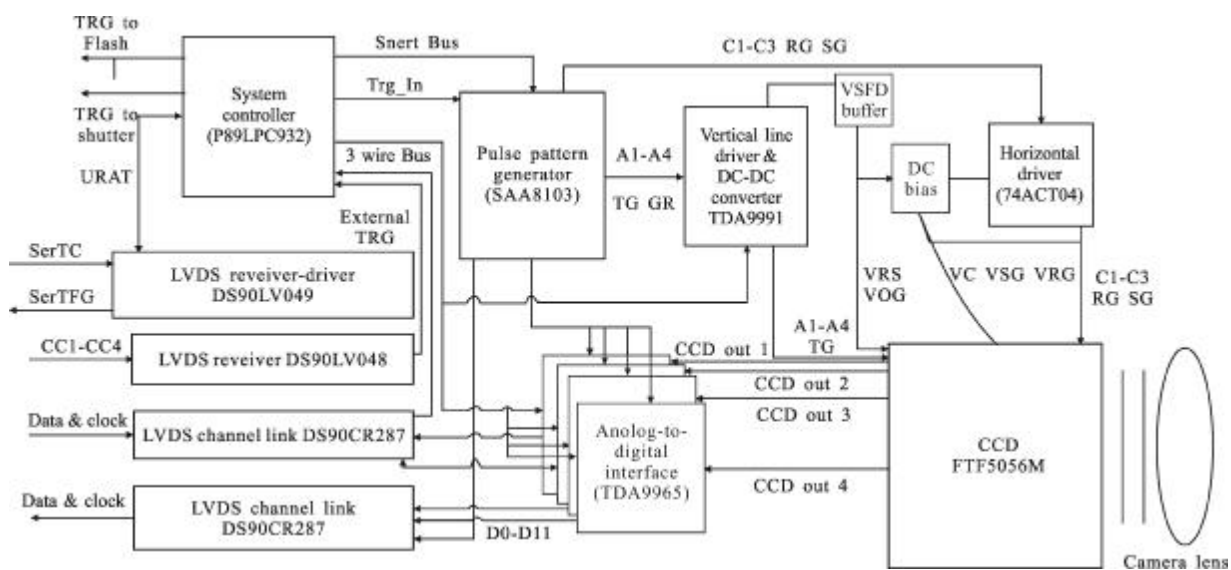 TRG to
Flash
TRG to
shutter
URAT
System
controller
(P89LPC932)
Snert Bus
Trg_In
3 wire Bus
External
TRG
Pulse pattern
generator
(SAA8103)
C1-C3 RG SG
A1-A4
TG GR
Vertical line
driver &
DC-DC
converter
TDA9991
VSFD
buffer
DC
bias
Horizontal
driver
(74ACT04)
SerTC
SerTFG
LVDS reveiver-driver
DS90LV049
CC1-CC4
LVDS reveiver DS90LV048
Data & clock
LVDS channel link DS90CR287
Data & clock
LVDS channel link
DS90CR287
D0-D11
Anolog-to-
digital
interface
(TDA9965)
VRS
VOG
VC VSG VRG
C1-C3
RG SG
A1-A4
TG
CCD out 1
CCD out 2
CCD out 3
CCD out 4
CCD
FTF5056M
Camera lens